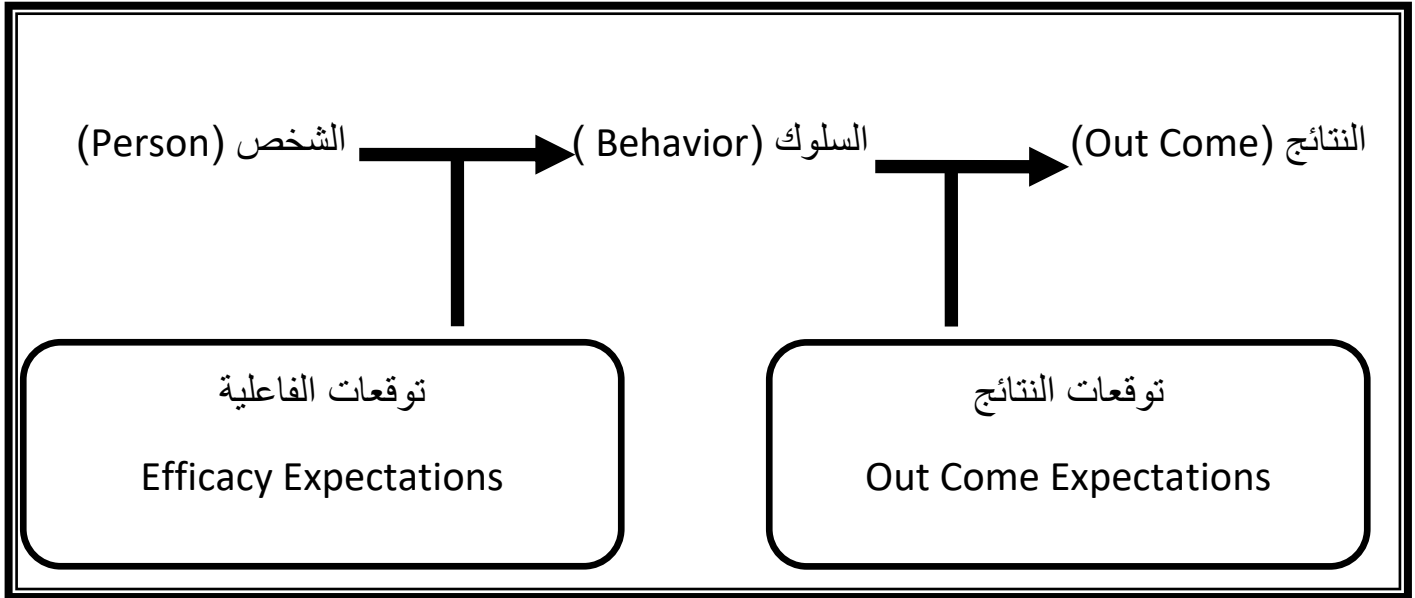 الشخص (Person)
السلوك (Behavior )
النتائج (Out Come)
توقعات الفاعلية
Efficacy Expectations
توقعات النتائج
Out Come Expectations